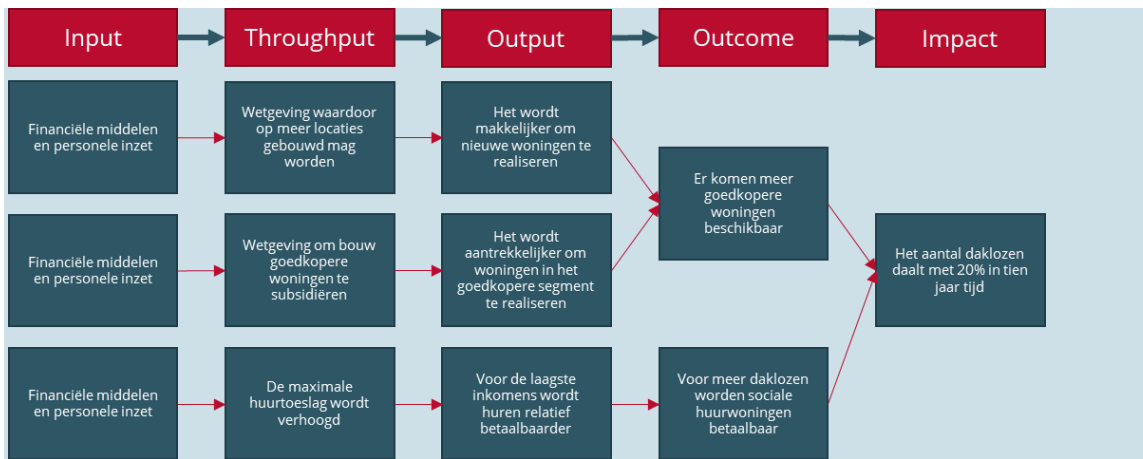 Input
Throughput
Output
Outcome
Impact
Financiële middelen
en personele inzet
Wetgeving waardoor
op meer locaties
gebouwd mag
worden
Het wordt
makkelijker om
nieuwe woningen te
realiseren
Er komen meer
goedkopere
woningen
beschikbaar
Financiële middelen
en personele inzet
Wetgeving om bouw
goedkopere
woningen te
subsidiëren
Het wordt
aantrekkelijker om
woningen in het
goedkopere segment
te realiseren
Het aantal daklozen
daalt met 20% in tien
jaar tijd
Financiële middelen
en personele inzet
De maximale
huurtoeslag wordt
verhoogd
Voor de laagste
inkomens wordt
huren relatief
betaalbaarder
Voor meer daklozen
worden sociale
huurwoningen
betaalbaar